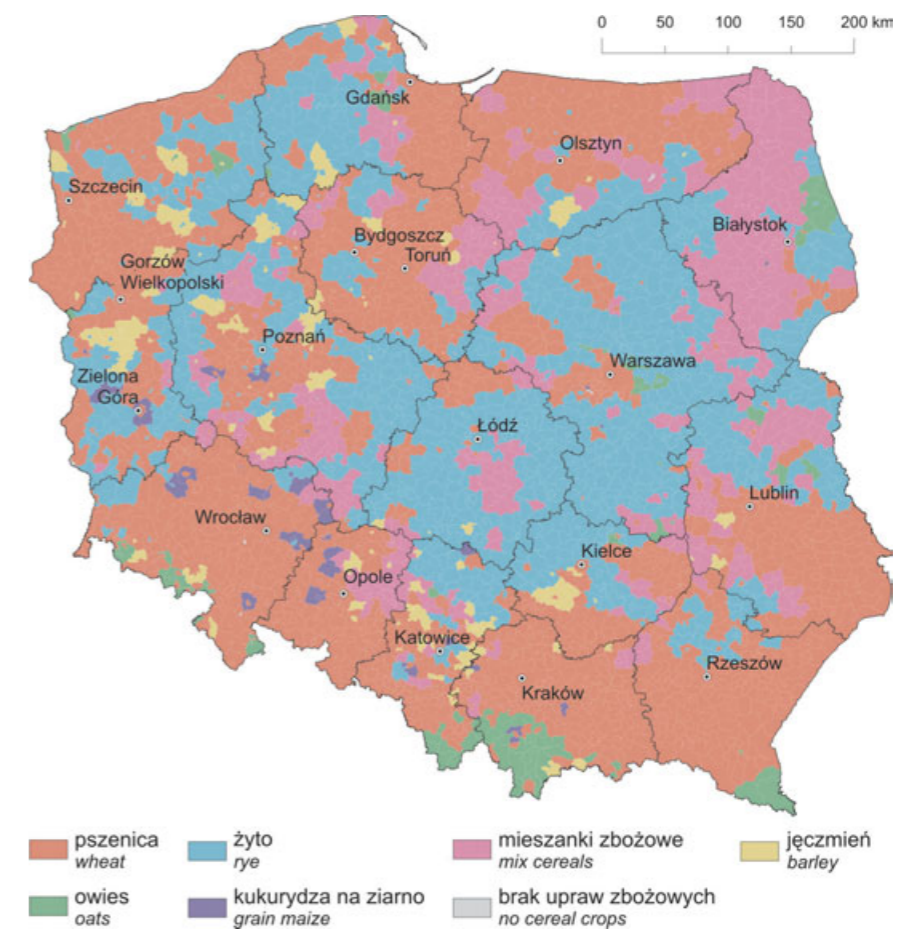 0 50 100 150 200 km
Gdańsk
Olsztyn
Szczecin
Białystok
Bydgoszcz
Toruń
Gorzów
Wielkopolski
Poznań
Warszawa
Zielona
Góra
Łódź
Lublin
Wrocław
Kielce
Opole
Katowice
Rzeszów
Kraków
pszenica
wheat
żyto
rye
mieszanki zbożowe
mix cereals
jęczmień
barley
owies
oats
kukurydza na ziarno
grain maize
brak upraw zbożowych
no cereal crops